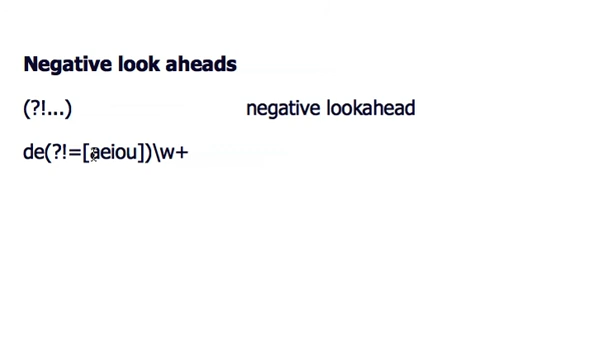 Negative look aheads
(?!...) negative lookahead
de(?!=[aeiou])\w+